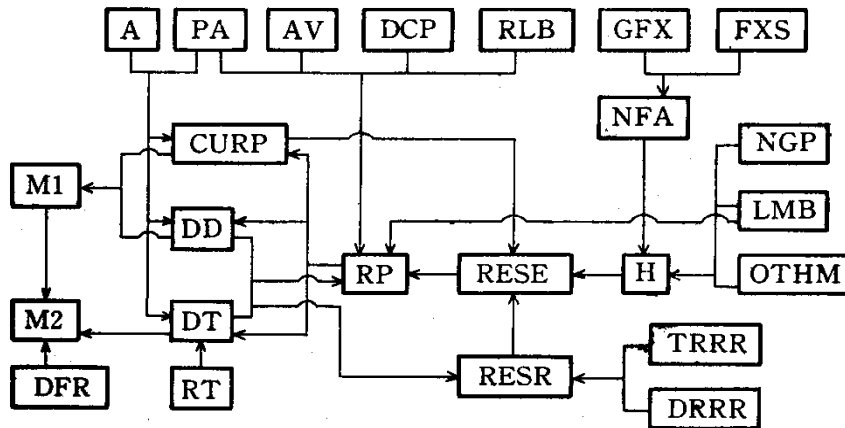 A PA AV DCP RLB GFX FXS
NFA
CURP
NGP
M1
LMB
DD
RP RESE H OTHM
M2 DT
TRRR
DFR RT RESR
DRRR